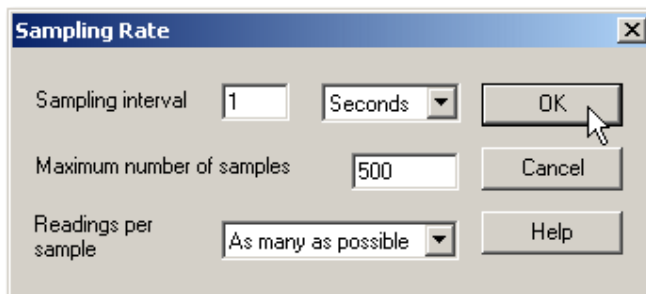 Sampling Rate
Sampling interval 1 Seconds OK
Maximum number of samples 500 Cancel
Readings per
sample As many as possible Help